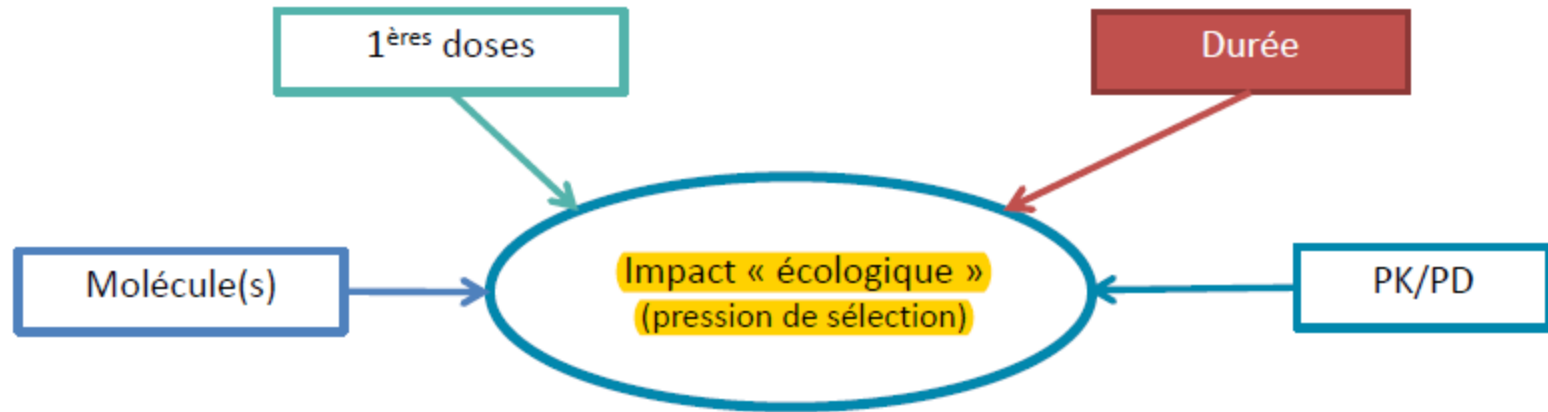 1ères doses
Durée
Molécule(s)
Impact « écologique »
(pression de sélection)
PK/PD